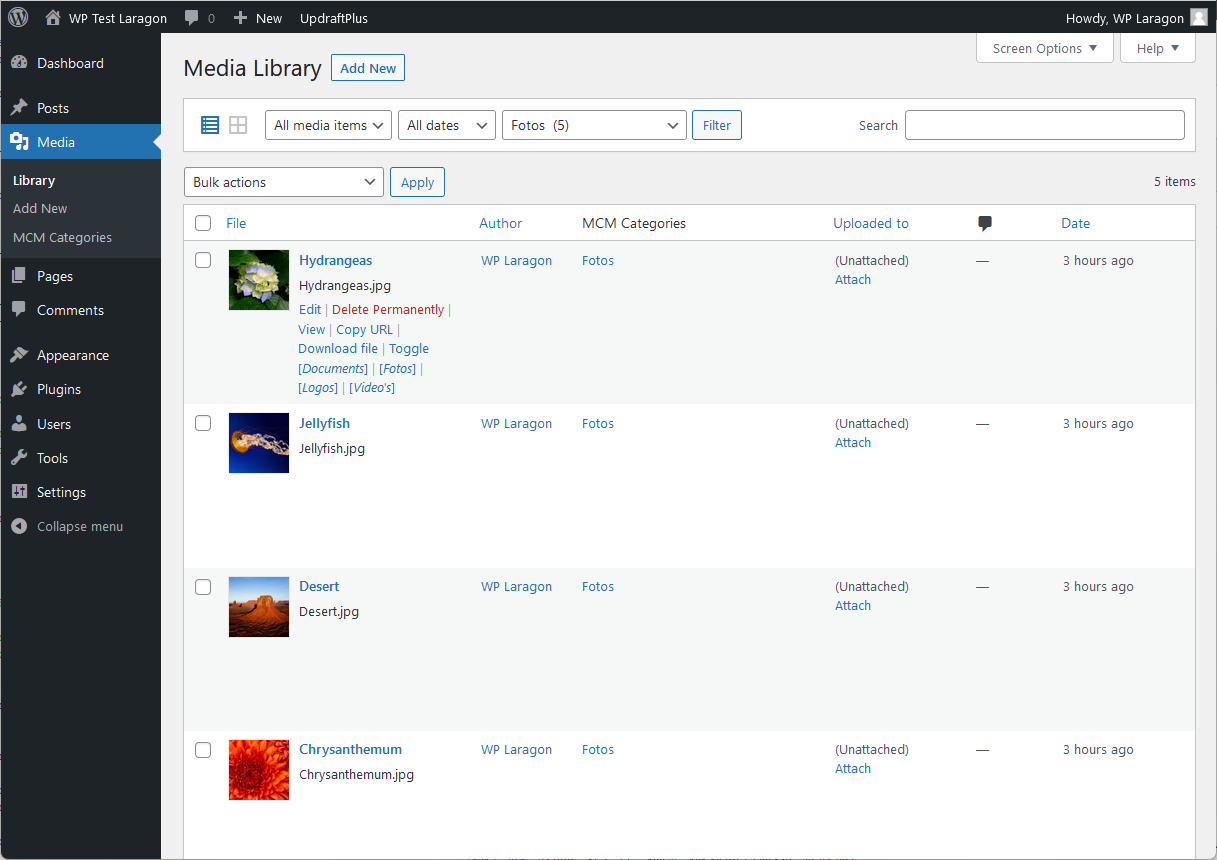 WP Test Laragon 0 New UpdraftPlus Howdy, WP Laragon
Dashboard
Posts
Media
Library
Add New
MCM Categories
Pages
Comments
Appearance
Plugins
Users
Tools
Settings
Collapse menu
Screen Options ▼ Help ▼
Media Library Add New
All media items All dates Fotos (5) Filter Search
Bulk actions Apply 5 items
File Author MCM Categories Uploaded to Date
Hydrangeas WP Laragon Fotos (Unattached) — 3 hours ago
Hydrangeas.jpg Attach
Edit | Delete Permanently |
View | Copy URL |
Download file | Toggle
[Documents] | [Fotos] |
[Logos] | [Video's]
Jellyfish WP Laragon Fotos (Unattached) — 3 hours ago
Jellyfish.jpg Attach
Desert WP Laragon Fotos (Unattached) — 3 hours ago
Desert.jpg Attach
Chrysanthemum WP Laragon Fotos (Unattached) — 3 hours ago
Chrysanthemum.jpg Attach